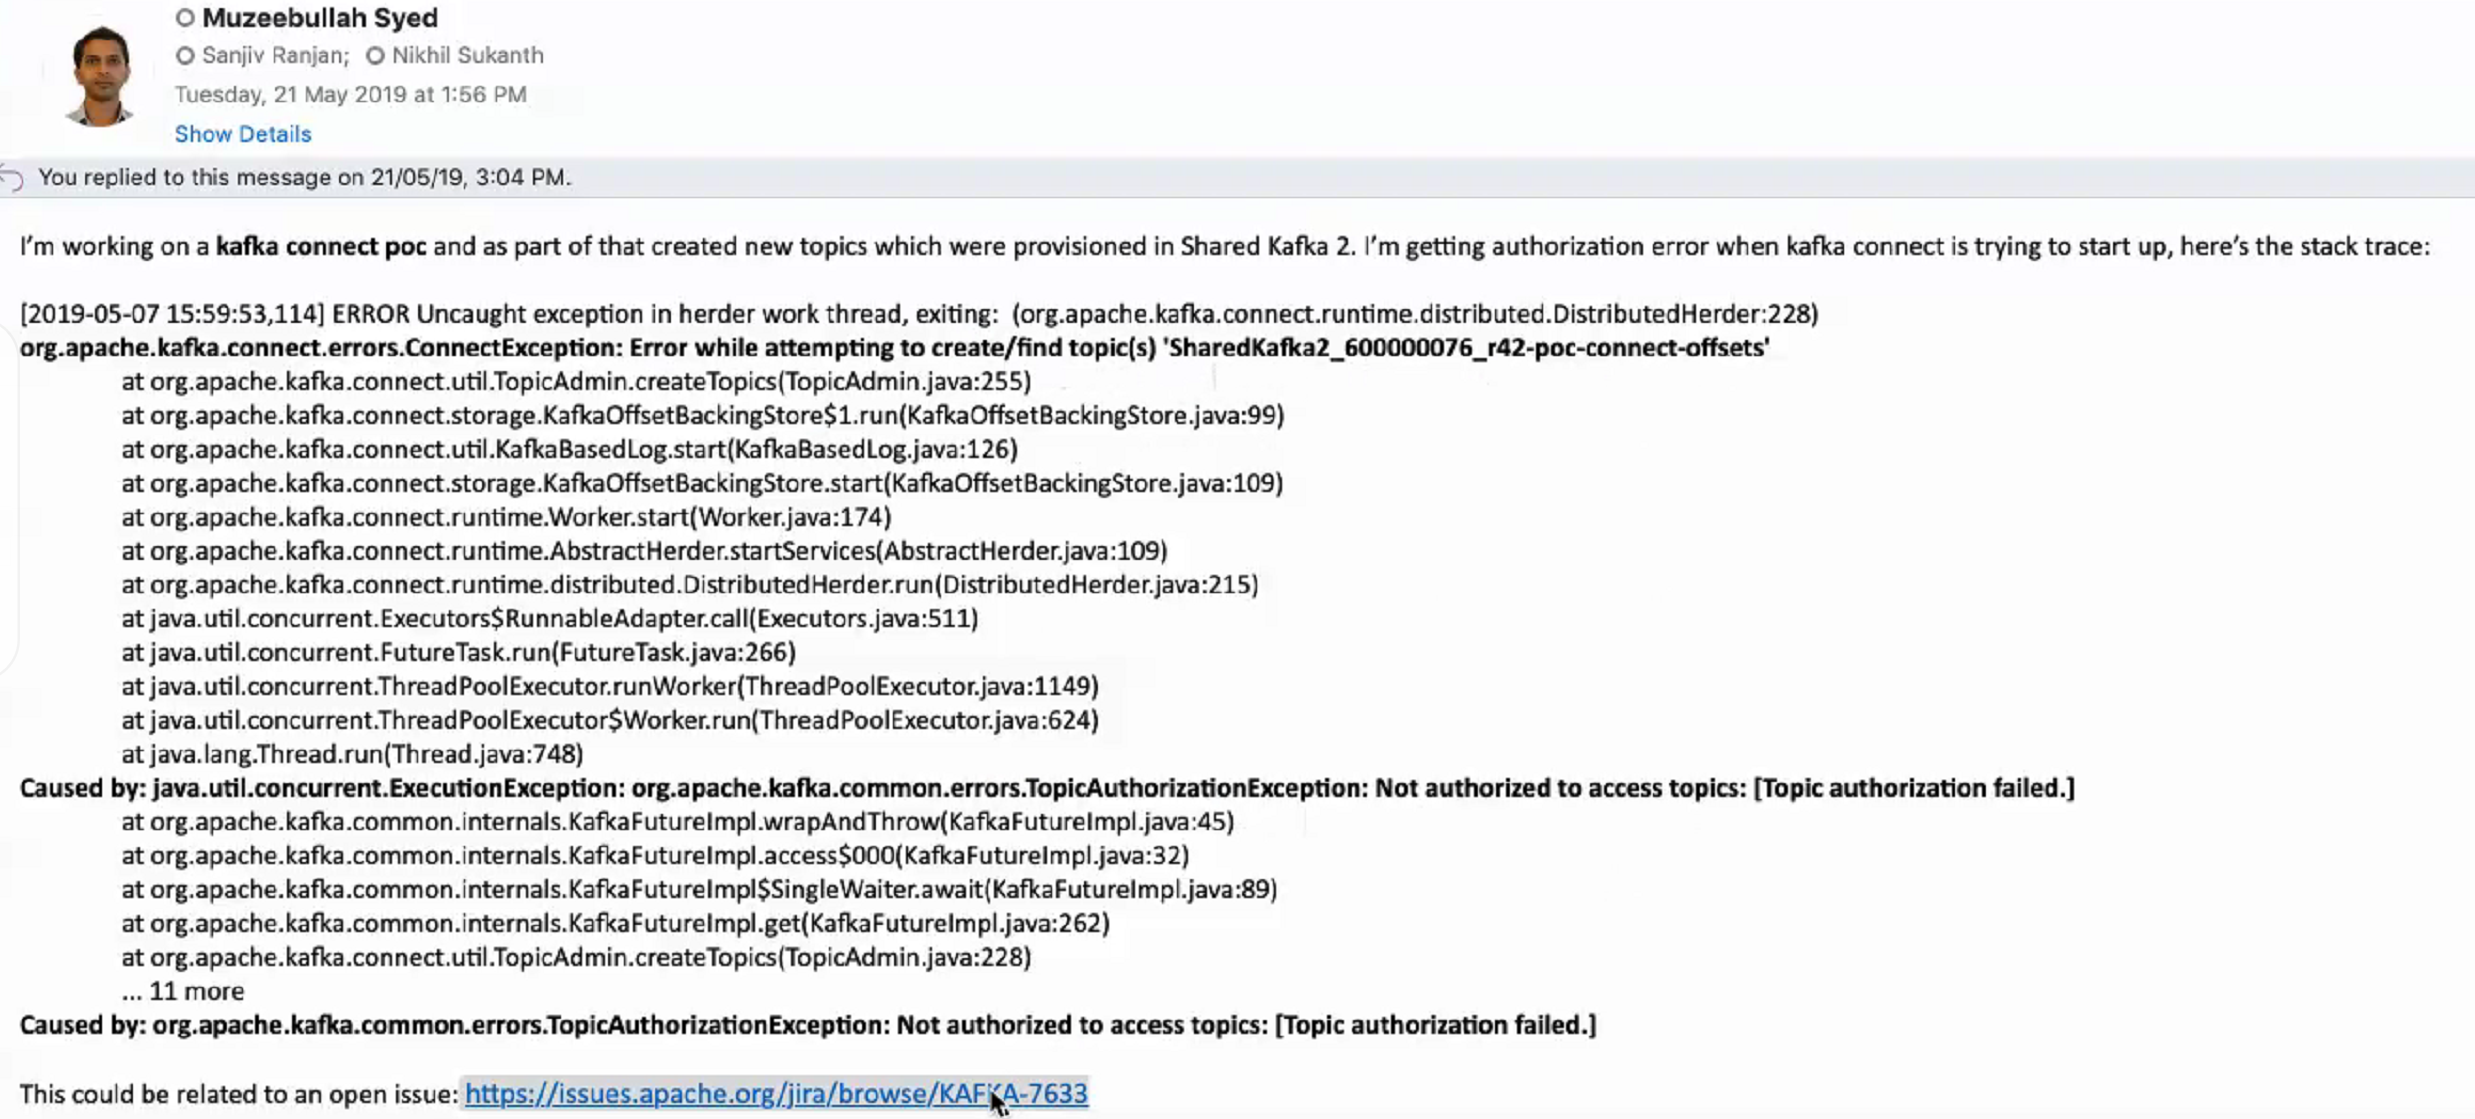 Muzeebullah Syed
Sanjiv Ranjan; Nikhil Sukanth
Tuesday, 21 May 2019 at 1:56 PM
Show Details
You replied to this message on 21/05/19, 3:04 PM.
I'm working on a kafka connect poc and as part of that created new topics which were provisioned in Shared Kafka 2. I'm getting authorization error when kafka connect is trying to start up, here's the stack trace:
[2019-05-07 15:59:53,114] ERROR Uncaught exception in herder work thread, exiting: (org.apache.kafka.connect.runtime.distributed.DistributedHerder:228)
org.apache.kafka.connect.errors.ConnectException: Error while attempting to create/find topic(s) 'SharedKafka2_600000076_r42-poc-connect-offsets'
at org.apache.kafka.connect.util.TopicAdmin.createTopics(TopicAdmin.java:255)
at org.apache.kafka.connect.storage.KafkaOffsetBackingStore$1.run(KafkaOffsetBackingStore.java:99)
at org.apache.kafka.connect.util.KafkaBasedLog.start(KafkaBasedLog.java:126)
at org.apache.kafka.connect.storage.KafkaOffsetBackingStore.start(KafkaOffsetBackingStore.java:109)
at org.apache.kafka.connect.runtime.Worker.start(Worker.java:174)
at org.apache.kafka.connect.runtime.AbstractHerder.startServices(AbstractHerder.java:109)
at org.apache.kafka.connect.runtime.distributed.DistributedHerder.run(DistributedHerder.java:215)
at java.util.concurrent.Executors$RunnableAdapter.call(Executors.java:511)
at java.util.concurrent.FutureTask.run(FutureTask.java:266)
at java.util.concurrent.ThreadPoolExecutor.runWorker(ThreadPoolExecutor.java:1149)
at java.util.concurrent.ThreadPoolExecutor$Worker.run(ThreadPoolExecutor.java:624)
at java.lang.Thread.run(Thread.java:748)
Caused by: java.util.concurrent.ExecutionException: org.apache.kafka.common.errors.TopicAuthorizationException: Not authorized to access topics: [Topic authorization failed.]
at org.apache.kafka.common.internals.KafkaFutureImpl.wrapAndThrow(KafkaFutureImpl.java:45)
at org.apache.kafka.common.internals.KafkaFutureImpl.access$000(KafkaFutureImpl.java:32)
at org.apache.kafka.common.internals.KafkaFutureImpl$SingleWaiter.await(KafkaFutureImpl.java:89)
at org.apache.kafka.common.internals.KafkaFutureImpl.get(KafkaFutureImpl.java:262)
at org.apache.kafka.connect.util.TopicAdmin.createTopics(TopicAdmin.java:228)
... 11 more
Caused by: org.apache.kafka.common.errors.TopicAuthorizationException: Not authorized to access topics: [Topic authorization failed.]
This could be related to an open issue: https://issues.apache.org/jira/browse/KAFKA-7633